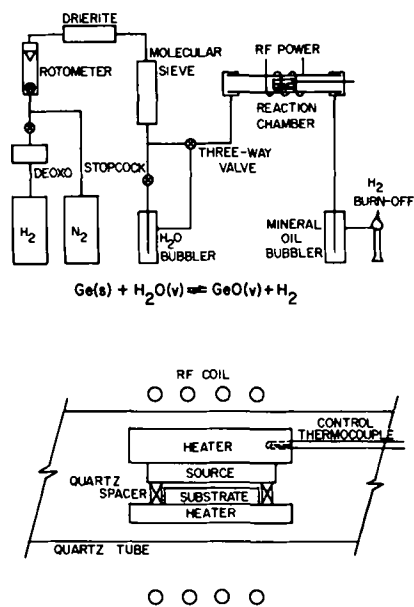 DRIERITE
ROTOMETER
MOLECULAR
SIEVE
RF POWER
REACTION
CHAMBER
THREE-WAY
VALVE
STOPCOCK
DEOXO
H2
N2
H2O
BUBBLER
MINERAL
OIL
BUBBLER
H2
BURN-OFF
Ge(s) + H2O(v) ⇌ GeO(v) + H2
RF COIL
CONTROL
THERMOCOUPLE
HEATER
SOURCE
QUARTZ
SPACER
SUBSTRATE
HEATER
QUARTZ TUBE